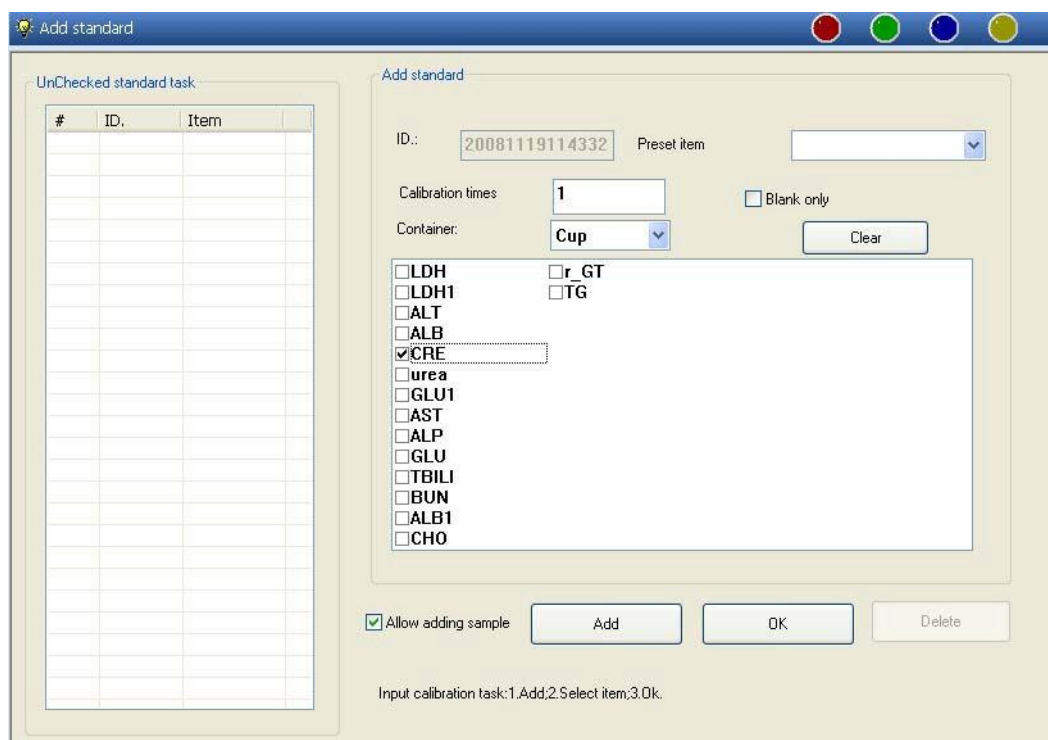 Add standard
UnChecked standard task
# ID. Item
Add standard
ID.: 20081119114332 Preset item
Calibration times 1 Blank only
Container: Cup Clear
LDH r_GT
LDH1 TG
ALT
ALB
CRE
urea
GLU1
AST
ALP
GLU
TBILI
BUN
ALB1
CHO
Allow adding sample Add OK Delete
Input calibration task:1.Add;2.Select item;3.Ok.